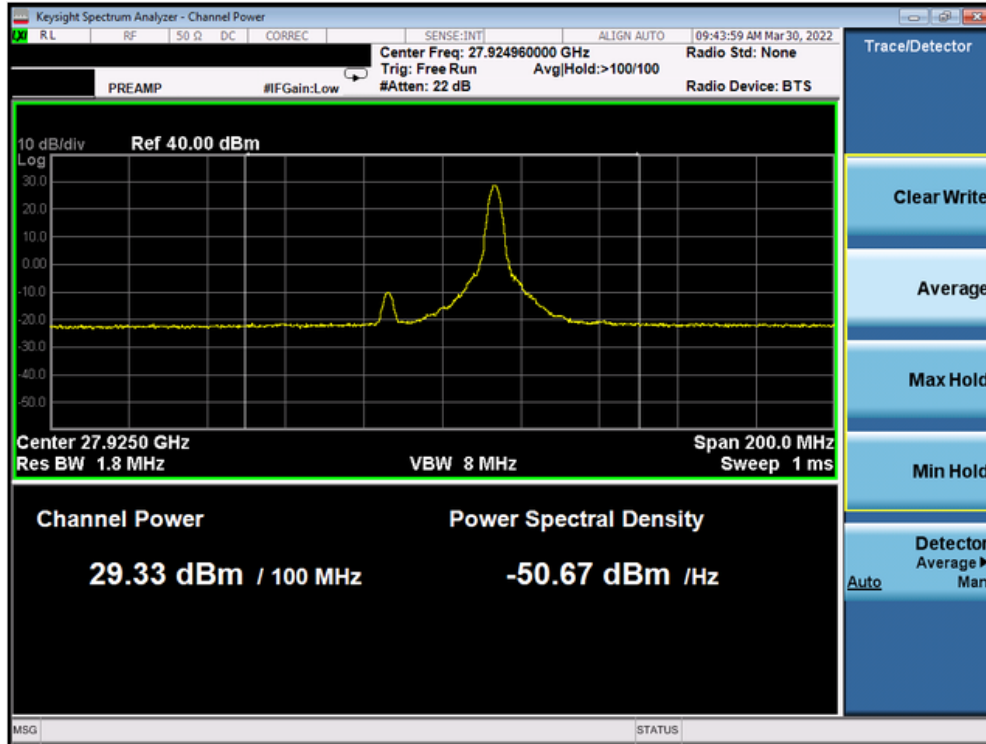 Keysight Spectrum Analyzer - Channel Power
LXI RL RF 50 Ω DC CORREC SENSE:INT ALIGN AUTO 09:43:59 AM Mar 30, 2022
Center Freq: 27.924960000 GHz Radio Std: None
Trig: Free Run Avg|Hold:>100/100
PREAMP #IFGain:Low #Atten: 22 dB Radio Device: BTS
10 dB/div Ref 40.00 dBm
Log
30.0
20.0
10.0
0.00
-10.0
-20.0
-30.0
-40.0
-50.0
Center 27.9250 GHz Span 200.0 MHz
Res BW 1.8 MHz VBW 8 MHz Sweep 1 ms
Channel Power Power Spectral Density
29.33 dBm / 100 MHz -50.67 dBm /Hz
Trace/Detector
Clear Write
Average
Max Hold
Min Hold
Detector
Average
Auto Man
MSG STATUS